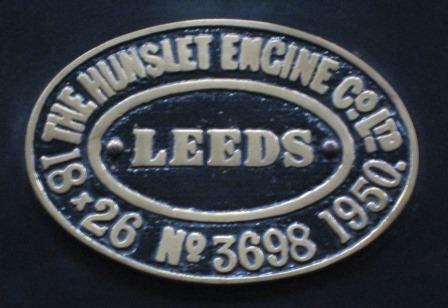 THE HUNSLET ENGINE Co. LTD.
LEEDS
18 x 26 No 3698 1950.